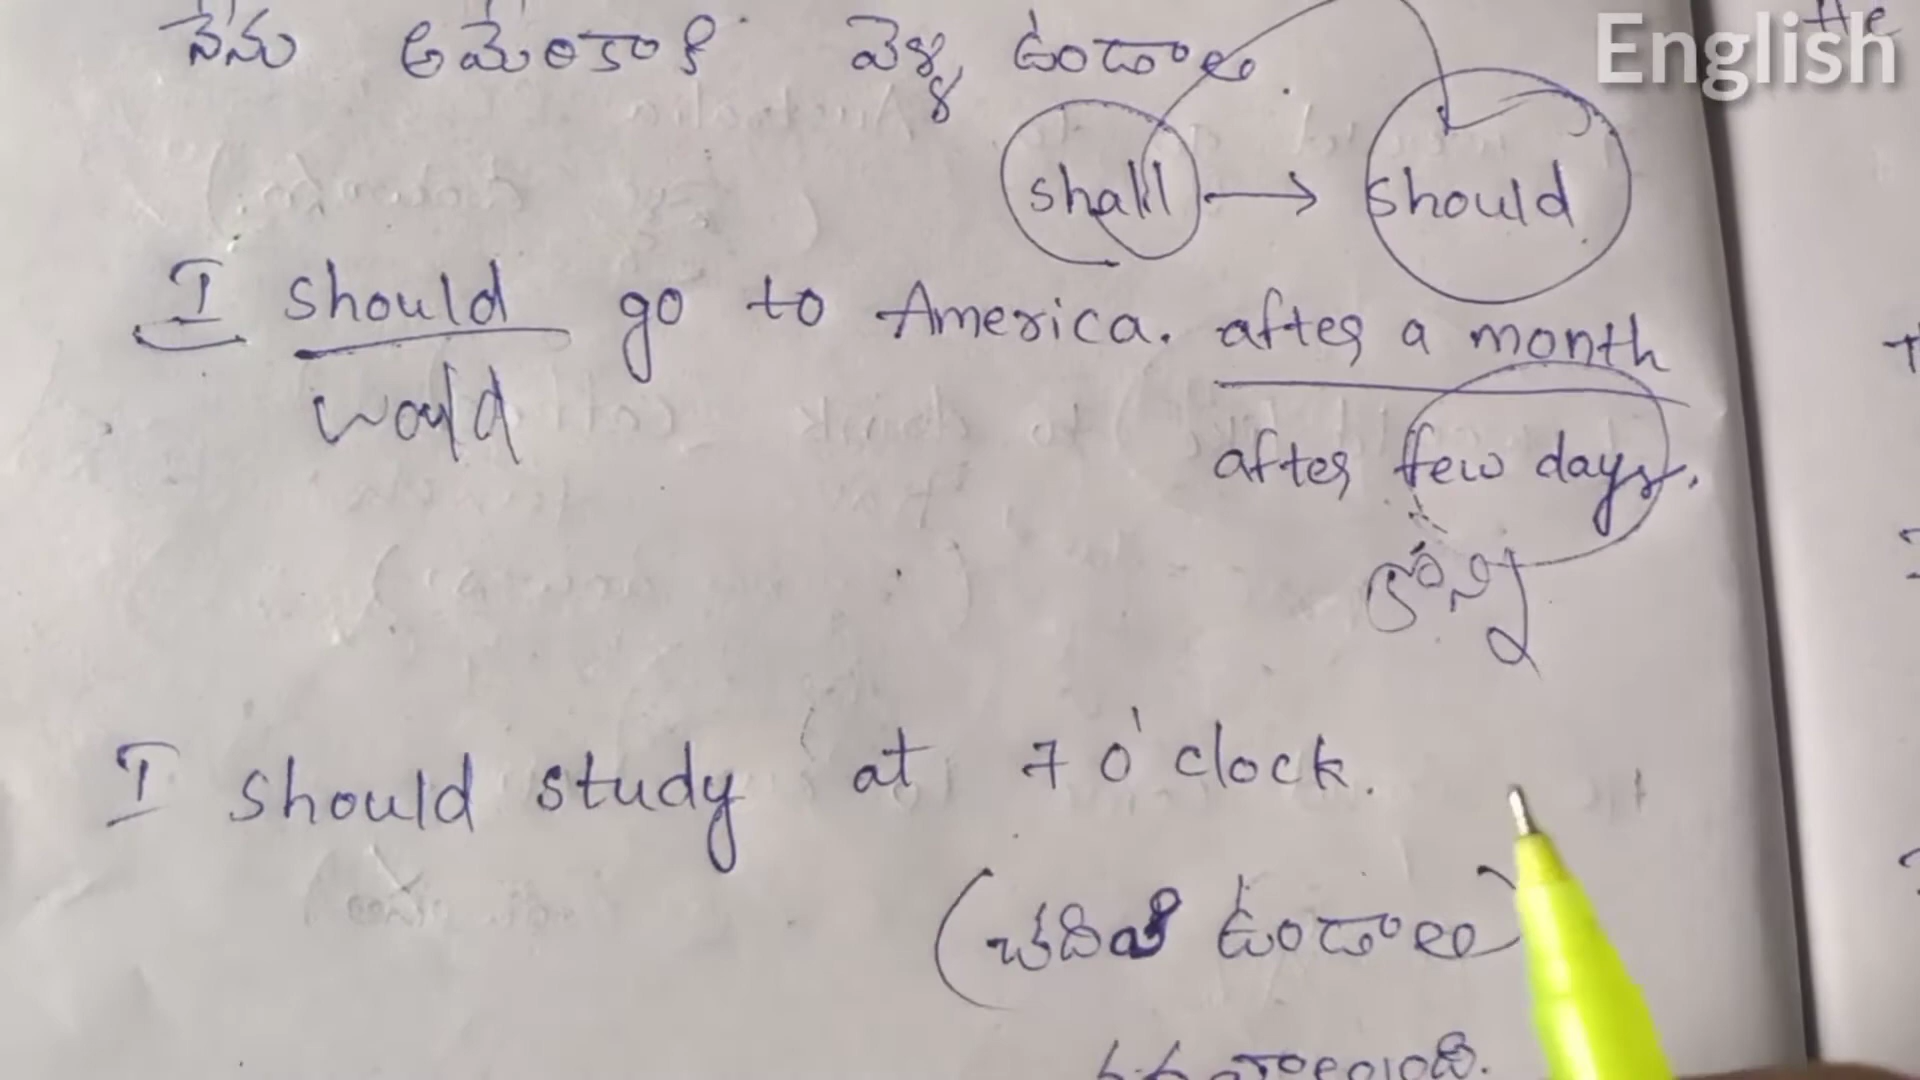 నేను అమెరికాకి వెళ్ళి ఉండాలి.
English
the
shall → should
I should go to America. after a month
would
after few days.
కొన్ని
I should study at 7 o'clock.
(చదివి ఉండాలి)